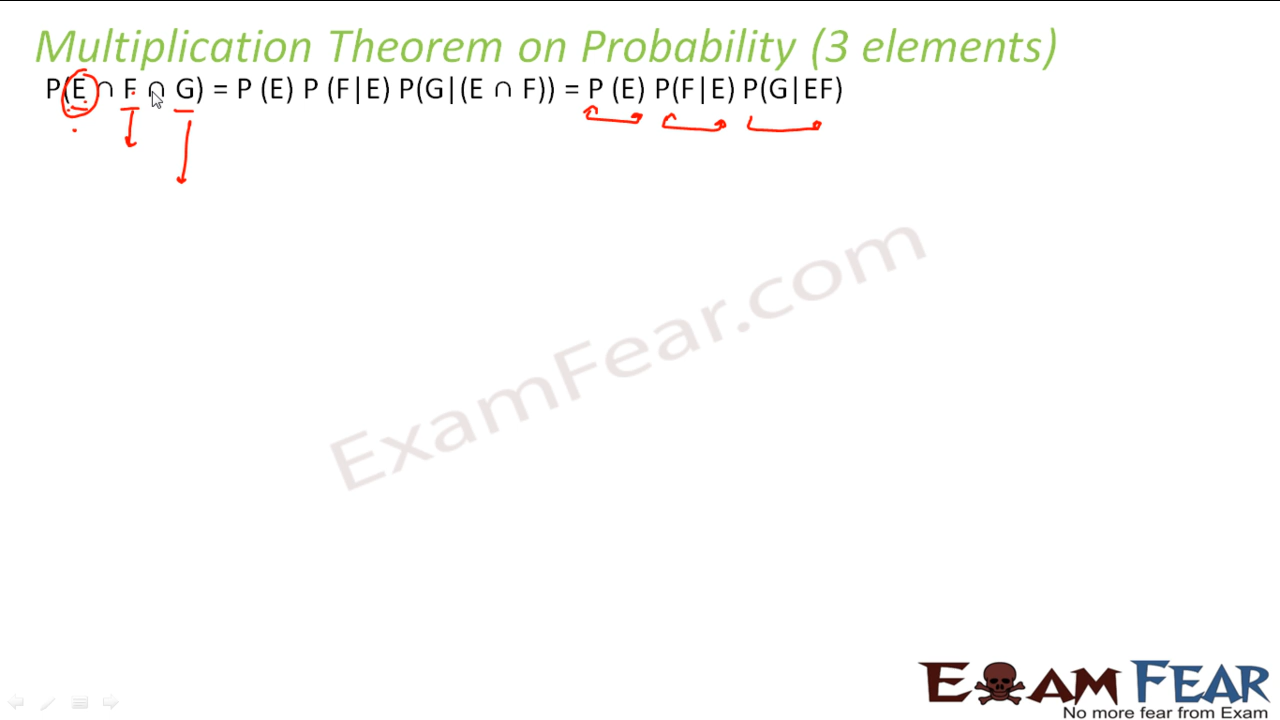 Multiplication Theorem on Probability (3 elements)
P(E ∩ F ∩ G) = P (E) P (F|E) P(G|(E ∩ F)) = P (E) P(F|E) P(G|EF)
ExamFear.com
EXAM FEAR
No more fear from Exam